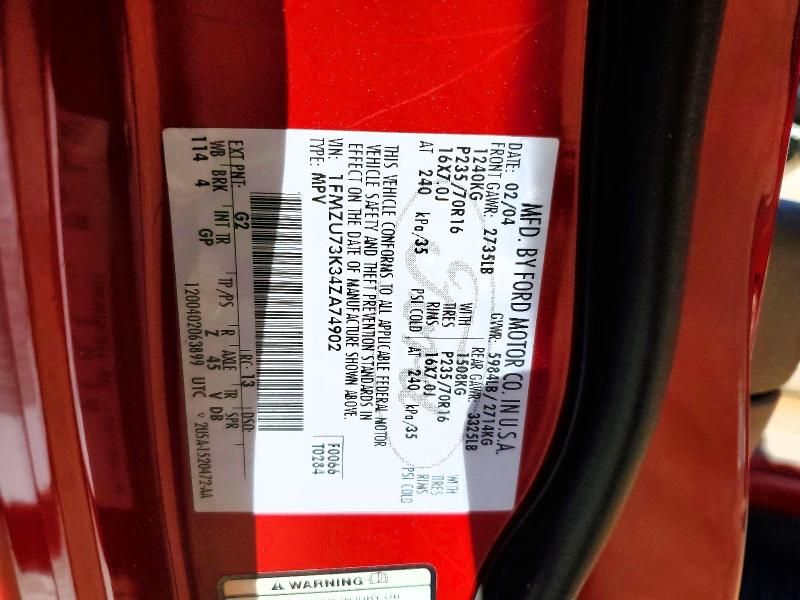 MFD. BY FORD MOTOR CO. IN U.S.A.
DATE: 02/04 GVWR: 5984LB / 2714KG
FRONT GAWR: 2735LB REAR GAWR: 3325LB
1240KG WITH 1508KG WITH
P235/70R16 TIRES P235/70R16 TIRES
16X7.0J RIMS 16X7.0J RIMS
AT 240 kPa/35 PSI COLD AT 240 kPa/35 PSI COLD
THIS VEHICLE CONFORMS TO ALL APPLICABLE FEDERAL MOTOR
VEHICLE SAFETY AND THEFT PREVENTION STANDARDS IN
EFFECT ON THE DATE OF MANUFACTURE SHOWN ABOVE.
VIN: 1FMZU73K34ZA74902
TYPE: MPV
F0066
T0284
EXT PNT: G2 RC: 13 DSO:
WB BRK INT TR TP/PS R AXLE TR SPR
114 4 GP Z 45 V DB
1200402063899 UTC 2U5A-1520472-AA
WARNING